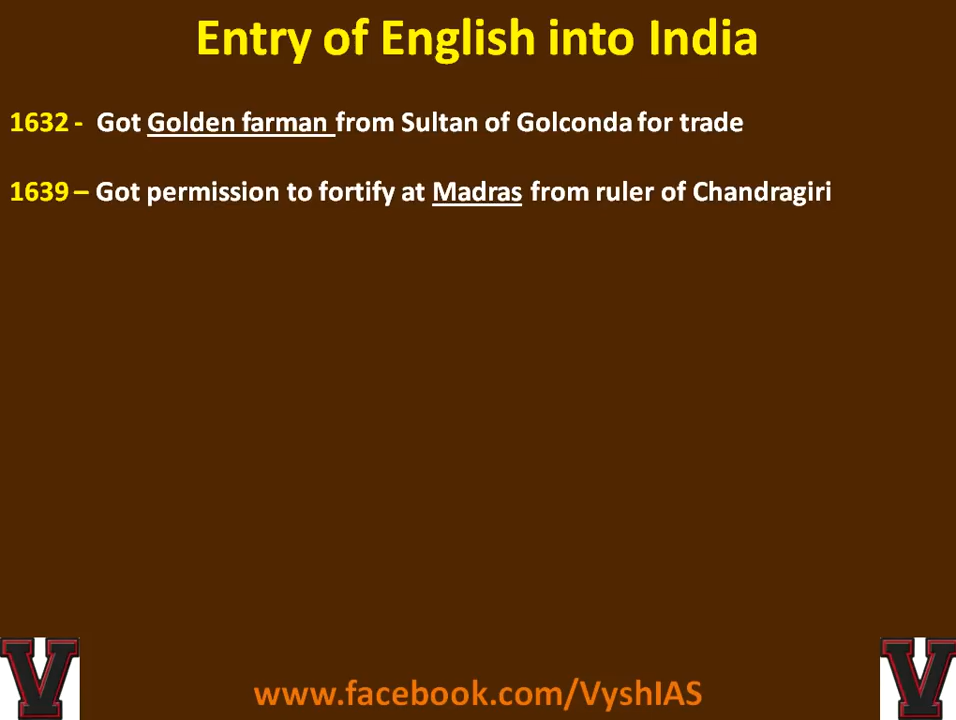 Entry of English into India
1632 - Got Golden farman from Sultan of Golconda for trade
1639 – Got permission to fortify at Madras from ruler of Chandragiri
V V
www.facebook.com/VyshIAS